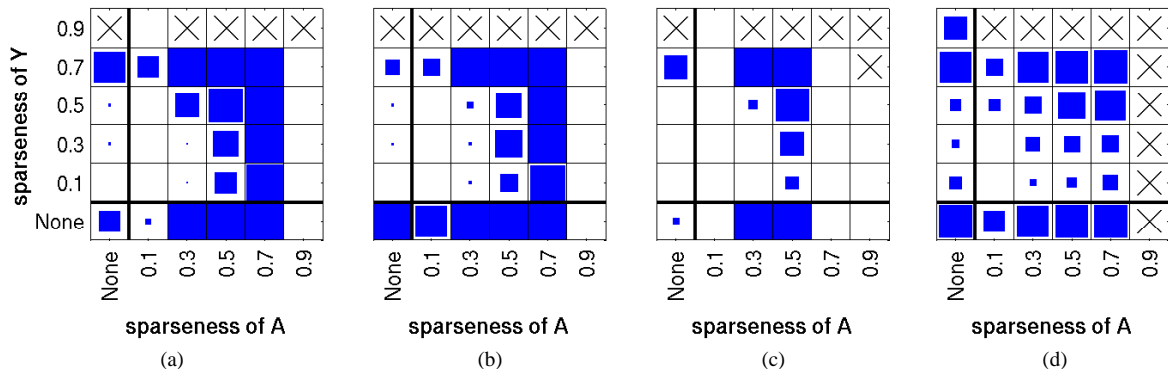 sparseness of Y
0.9
0.7
0.5
0.3
0.1
None
None 0.1 0.3 0.5 0.7 0.9
sparseness of A
(a)
None 0.1 0.3 0.5 0.7 0.9
sparseness of A
(b)
None 0.1 0.3 0.5 0.7 0.9
sparseness of A
(c)
None 0.1 0.3 0.5 0.7 0.9
sparseness of A
(d)